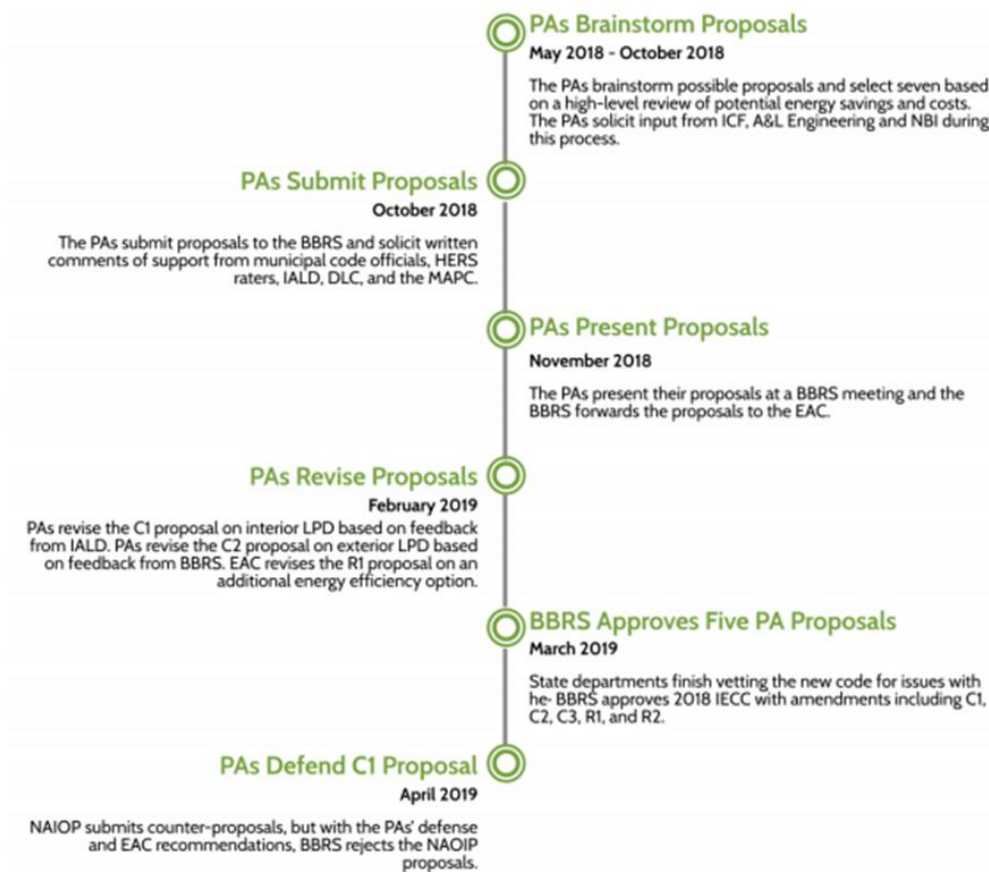 PAs Brainstorm Proposals
May 2018 - October 2018
The PAs brainstorm possible proposals and select seven based
on a high-level review of potential energy savings and costs.
The PAs solicit input from ICF, A&L Engineering and NBI during
this process.
PAs Submit Proposals
October 2018
The PAs submit proposals to the BBRS and solicit written
comments of support from municipal code officials, HERS
raters, IALD, DLC, and the MAPC.
PAs Present Proposals
November 2018
The PAs present their proposals at a BBRS meeting and the
BBRS forwards the proposals to the EAC.
PAs Revise Proposals
February 2019
PAs revise the C1 proposal on interior LPD based on feedback
from IALD. PAs revise the C2 proposal on exterior LPD based
on feedback from BBRS. EAC revises the R1 proposal on an
additional energy efficiency option.
BBRS Approves Five PA Proposals
March 2019
State departments finish vetting the new code for issues with
he- BBRS approves 2018 IECC with amendments including C1,
C2, C3, R1, and R2.
PAs Defend C1 Proposal
April 2019
NAIOP submits counter-proposals, but with the PAs' defense
and EAC recommendations, BBRS rejects the NAOIP
proposals.